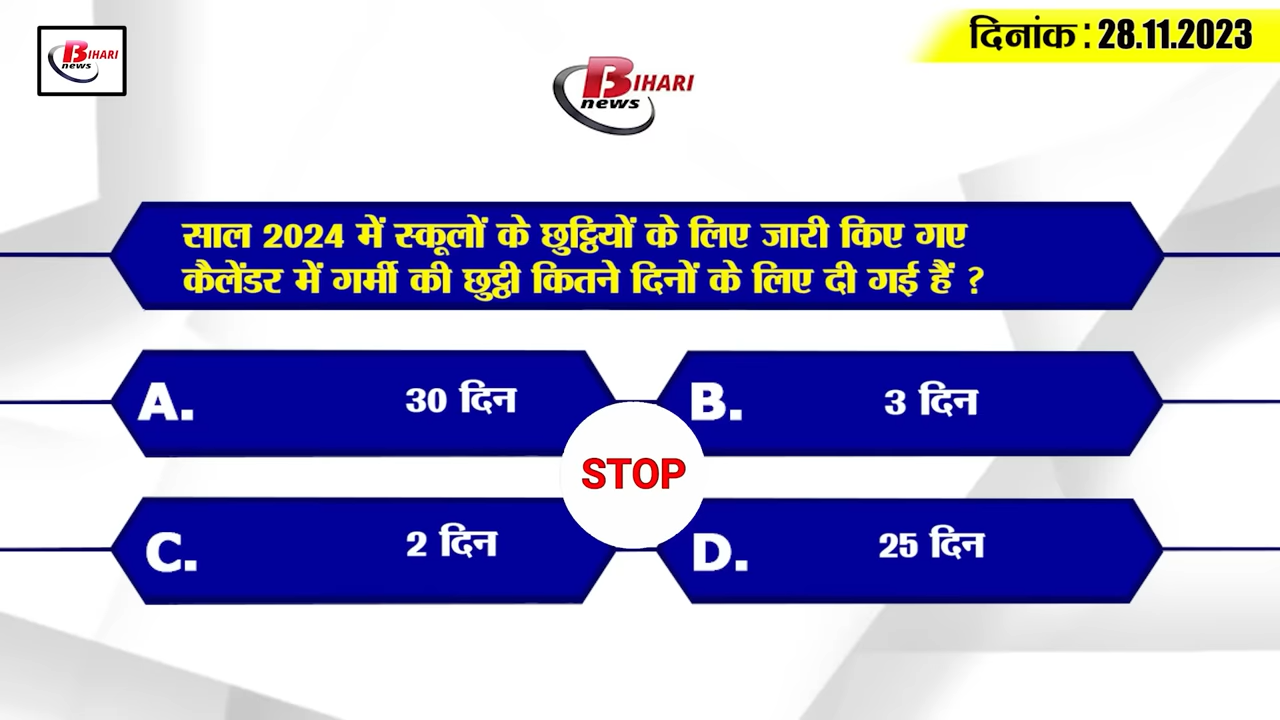 BIHARI
news
दिनांक : 28.11.2023
BIHARI
news
साल 2024 में स्कूलों के छुट्टियों के लिए जारी किए गए
कैलेंडर में गर्मी की छुट्टी कितने दिनों के लिए दी गई हैं ?
A. 30 दिन
B. 3 दिन
STOP
C. 2 दिन
D. 25 दिन